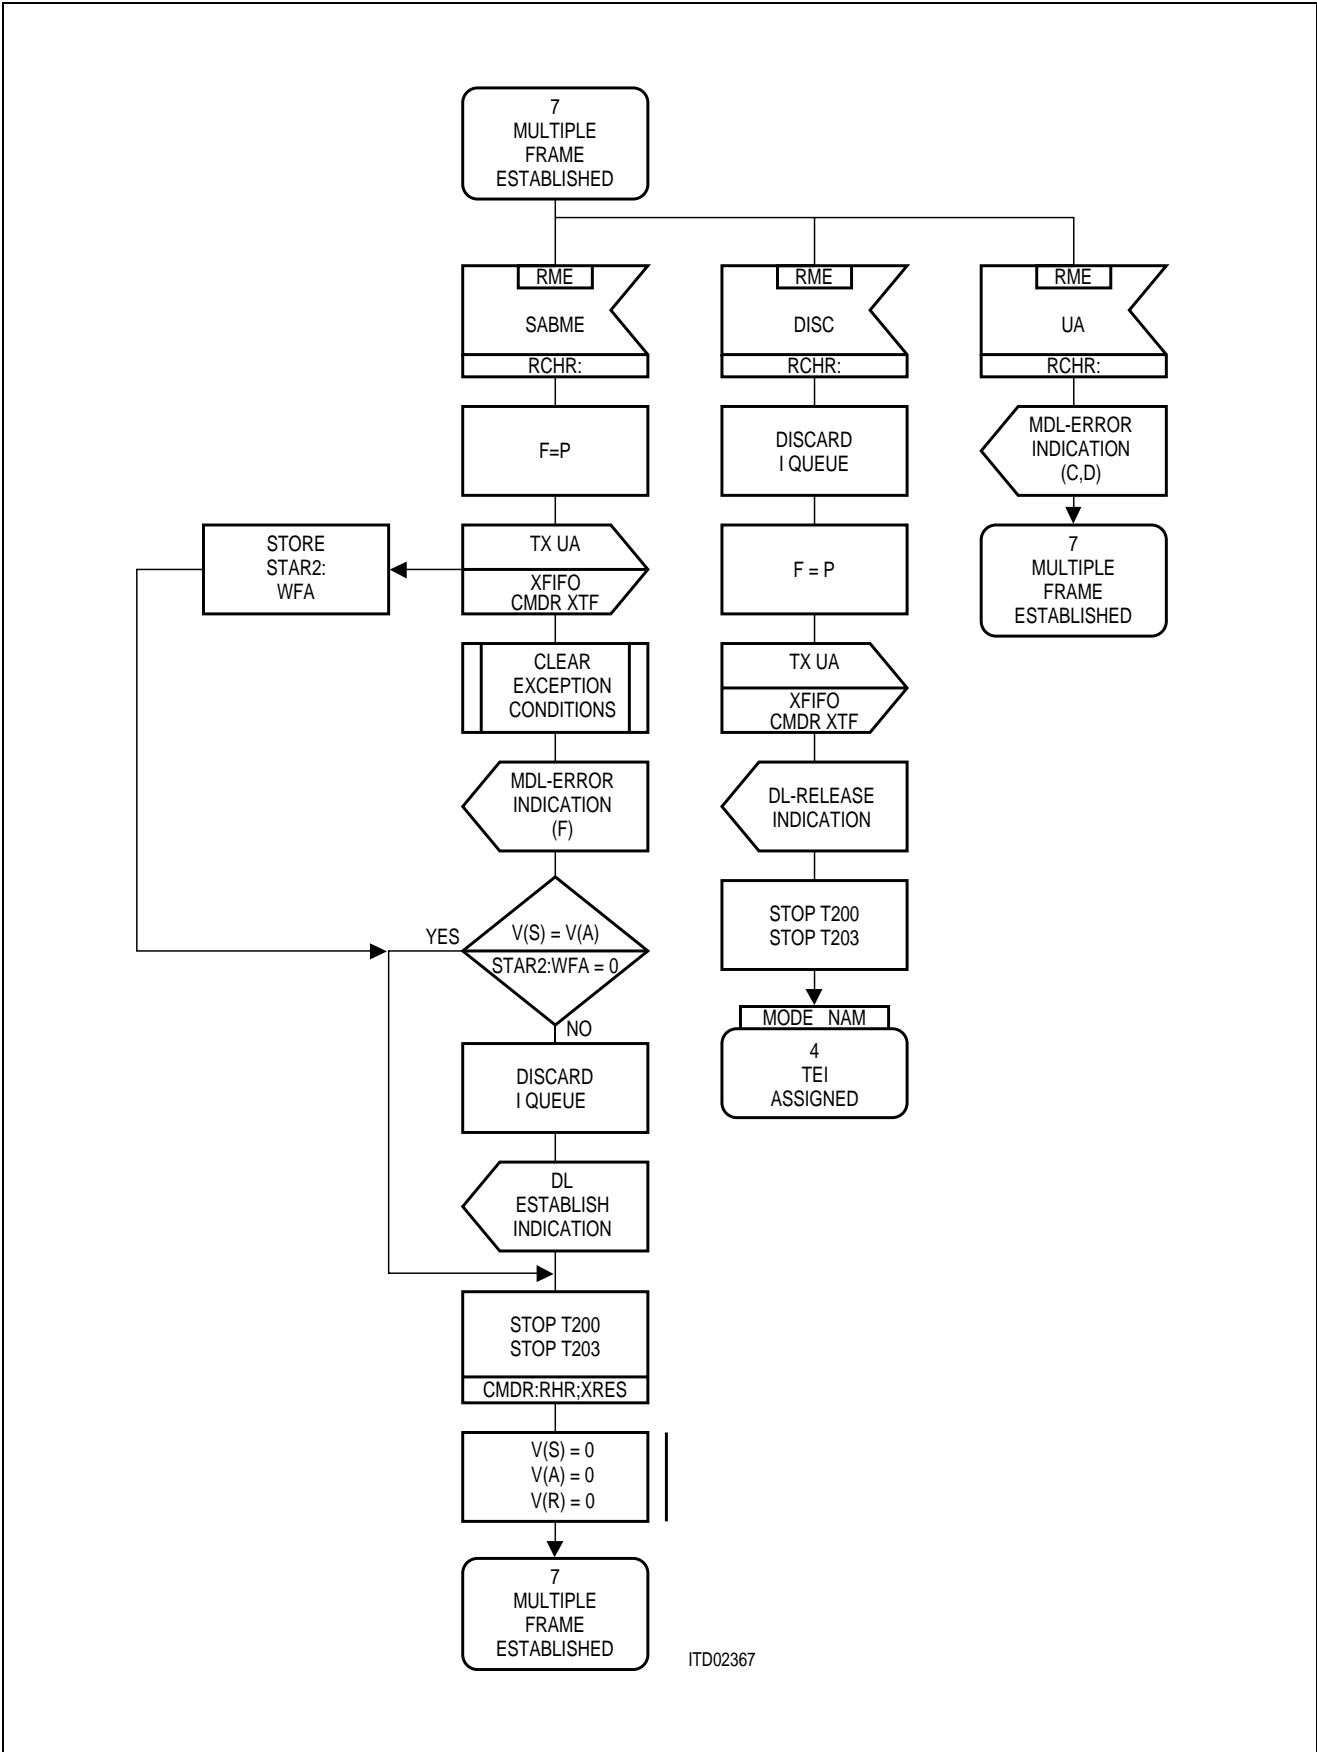 7
MULTIPLE
FRAME
ESTABLISHED
RME
SABME
RCHR:
RME
DISC
RCHR:
RME
UA
RCHR:
F=P
DISCARD
I QUEUE
MDL-ERROR
INDICATION
(C,D)
STORE
STAR2:
WFA
TX UA
XFIFO
CMDR XTF
F = P
7
MULTIPLE
FRAME
ESTABLISHED
CLEAR
EXCEPTION
CONDITIONS
TX UA
XFIFO
CMDR XTF
MDL-ERROR
INDICATION
(F)
DL-RELEASE
INDICATION
YES
V(S) = V(A)
STAR2:WFA = 0
NO
STOP T200
STOP T203
MODE NAM
4
TEI
ASSIGNED
DISCARD
I QUEUE
DL
ESTABLISH
INDICATION
STOP T200
STOP T203
CMDR:RHR;XRES
V(S) = 0
V(A) = 0
V(R) = 0
7
MULTIPLE
FRAME
ESTABLISHED
ITD02367